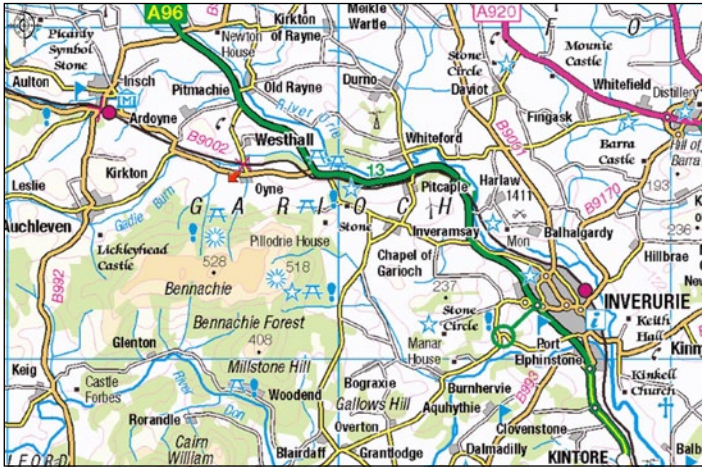 A96
B9002
Kirkton
of Rayne
Meikle
Wartle
A920
F
O
Picardy
Symbol
Stone
Newton
House
Stone
Circle
Mounie
Castle
Aulton
Insch
Pitmachie
Old Rayne
Durno
Daviot
Whitefield
Distillery
Ardoyne
River Urie
Fingask
B9002
Westhall
Whiteford
B9001
Barra
Castle
Hill of
Barra
Leslie
Kirkton
Oyne
13
Pitcaple
Harlaw
1411
B9170
193
Auchleven
Gadie Burn
GARIOCH
Stone
Inveramsay
Mon
Balhalgardy
236
Lickleyhead
Castle
Pillodrie House
Chapel of
Garioch
Hillbrae
528
518
Bennachie
237
INVERURIE
B992
Bennachie Forest
Stone
Circle
Keith
Hall
Glenton
408
Manar
House
Port
Elphinstone
Kinm
Keig
Millstone Hill
Castle
Forbes
River
Don
Woodend
Bograxie
Burnhervie
B993
Kinkell
Church
Gallows Hill
Aquhythie
Rorandle
Overton
Clovenstone
LFORD
Cairn
William
Blairdaff
Grantlodge
Dalmadilly
KINTORE
Balb